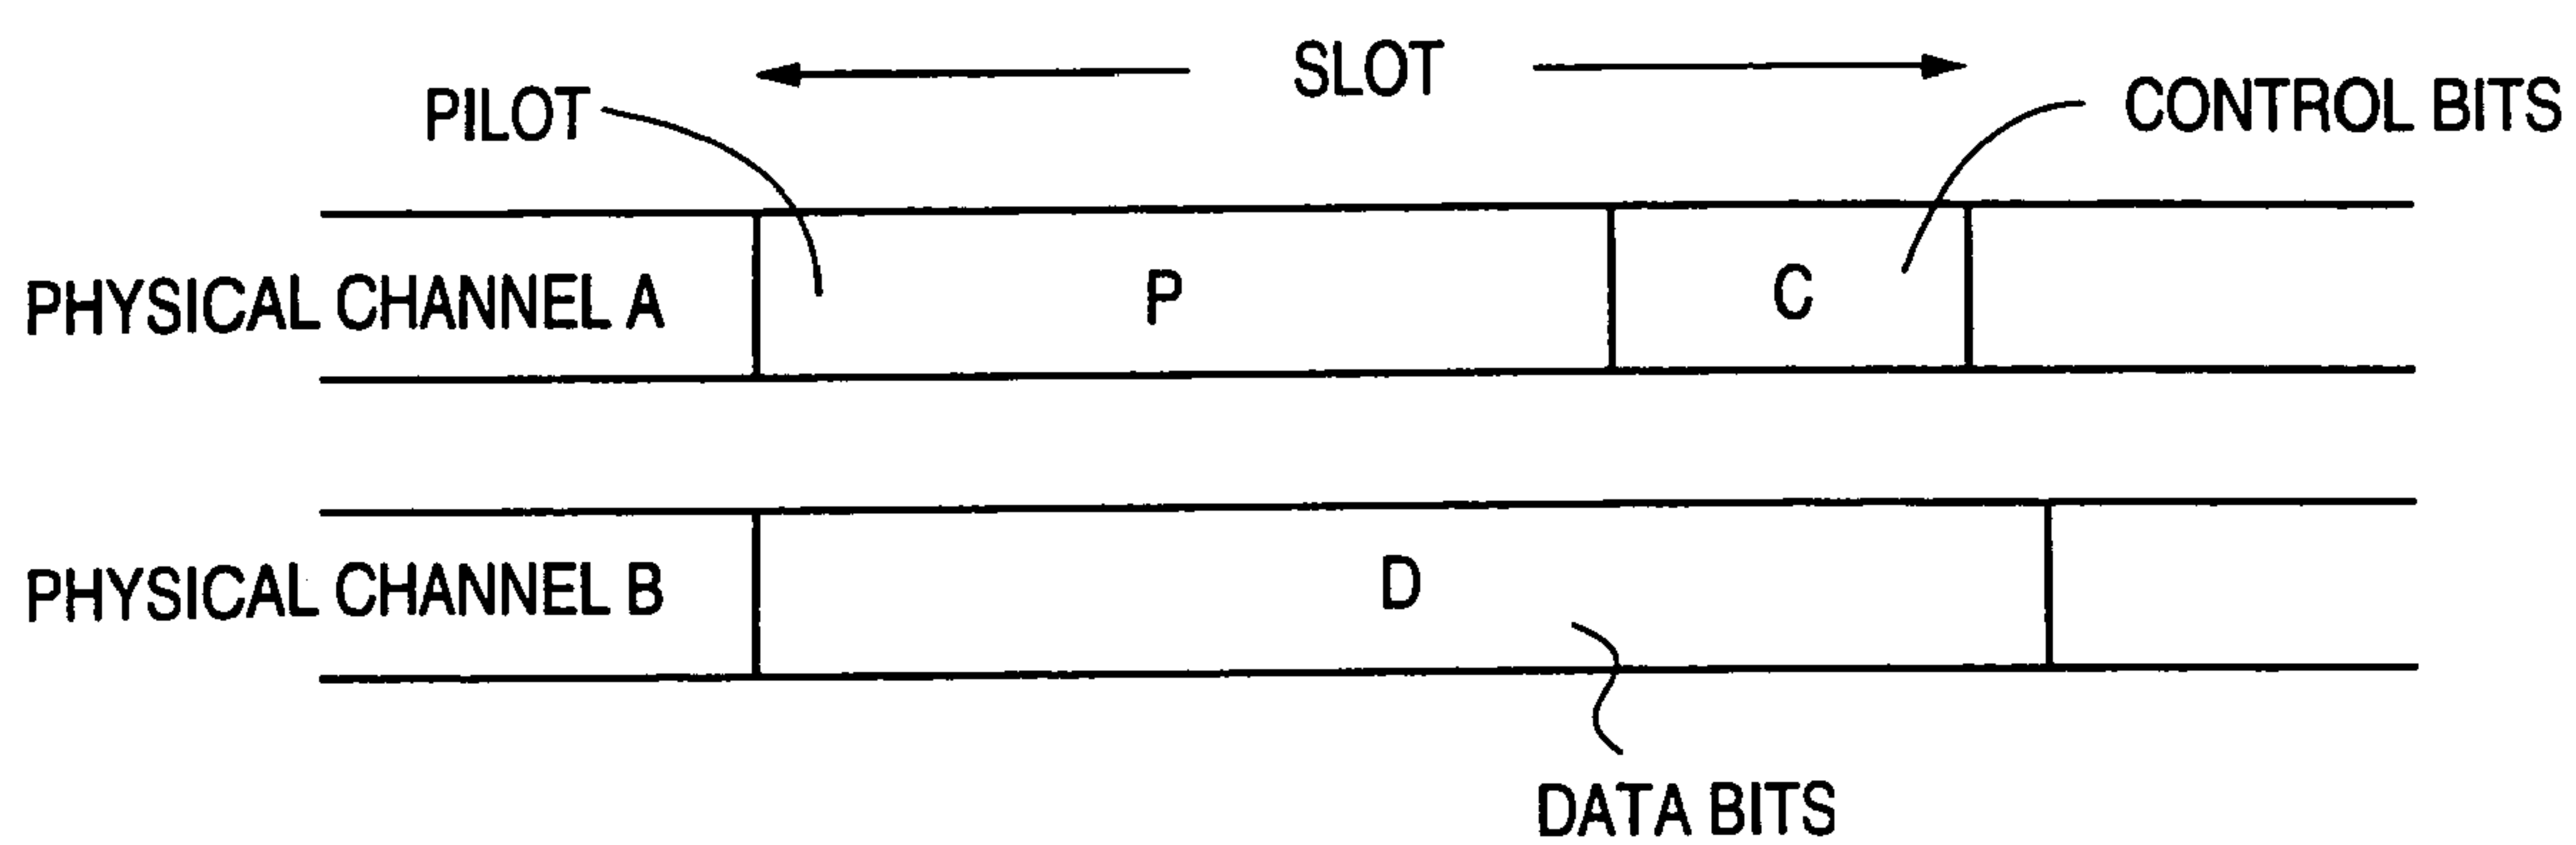 SLOT
PILOT
CONTROL BITS
PHYSICAL CHANNEL A
P
C
PHYSICAL CHANNEL B
D
DATA BITS